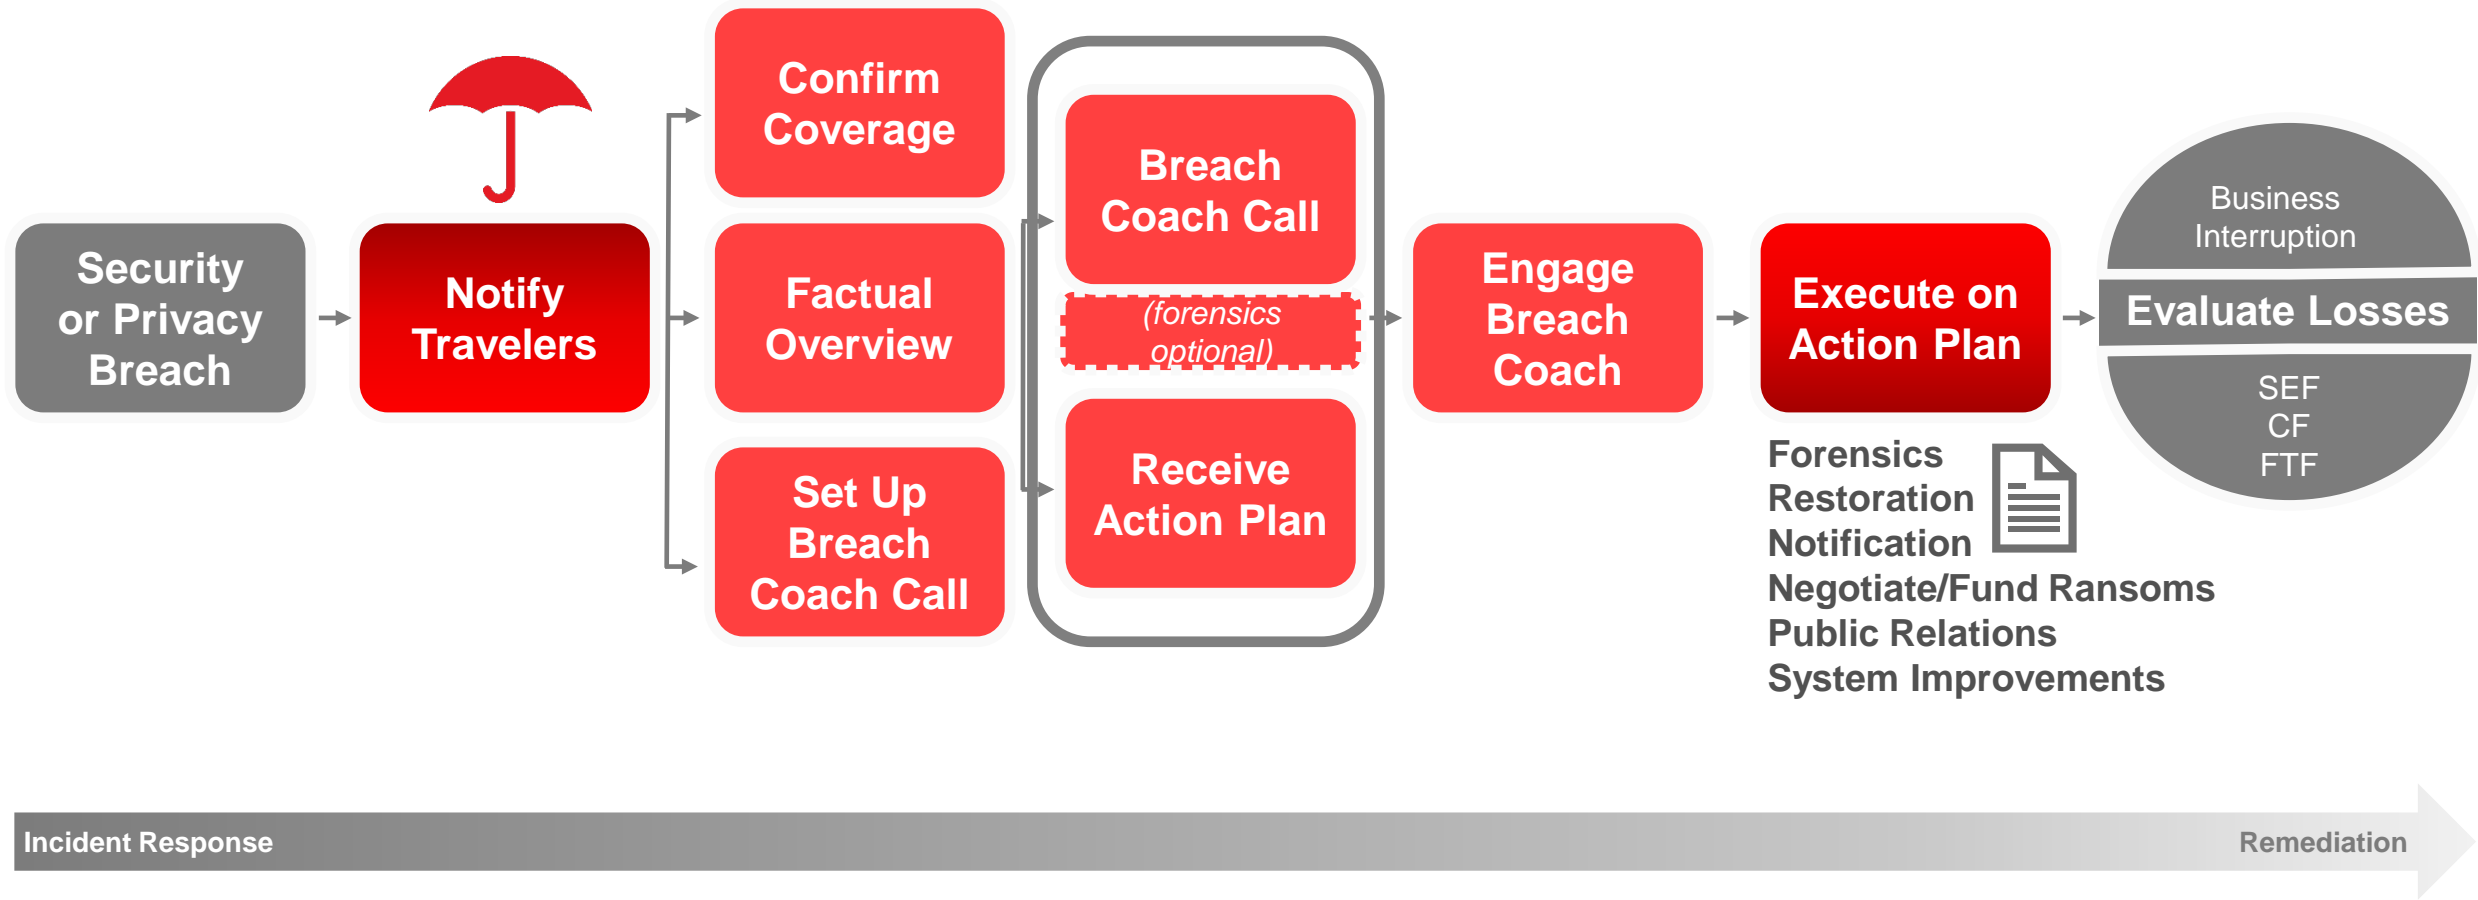 Security
or Privacy
Breach
Notify
Travelers
Confirm
Coverage
Factual
Overview
Set Up
Breach
Coach Call
Breach
Coach Call
(forensics
optional)
Receive
Action Plan
Engage
Breach
Coach
Execute on
Action Plan
Forensics
Restoration
Notification
Negotiate/Fund Ransoms
Public Relations
System Improvements
Business
Interruption
Evaluate Losses
SEF
CF
FTF
Incident Response
Remediation